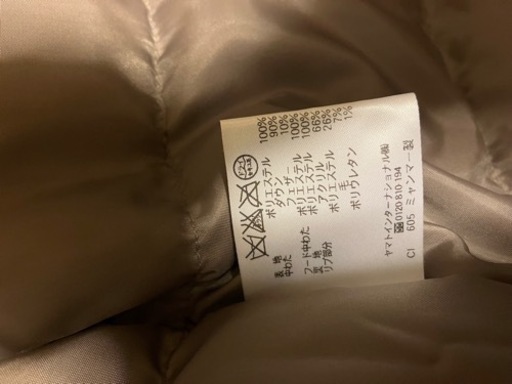 表 地 ポリエステル 100%
中わた ダウン 90%
フェザー 10%
フード中わた ポリエステル 100%
裏 地 ポリエステル 100%
リブ部分 アクリル 66%
ポリエステル 26%
毛 7%
ポリウレタン 1%
ヤマトインターナショナル㈱
0120 810 194
CI 605 ミャンマー製